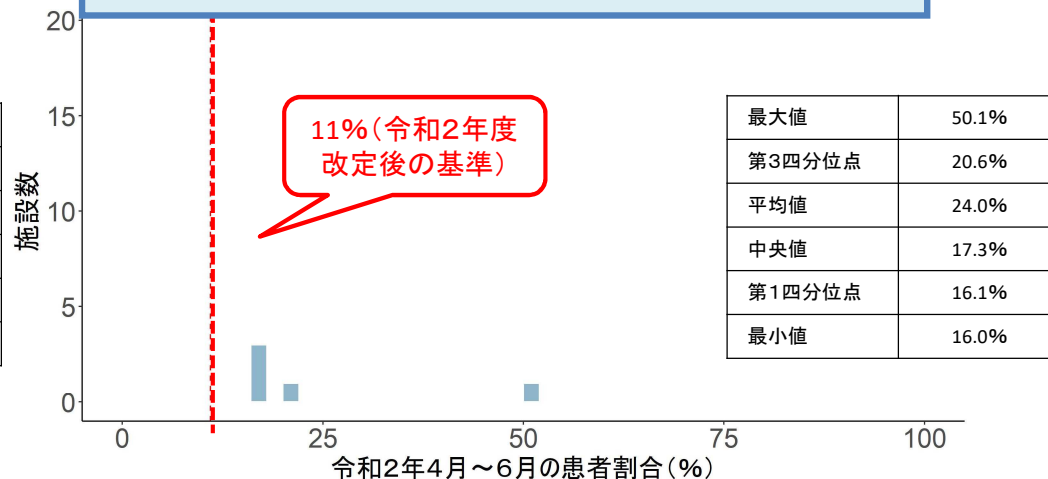 20
15
10
5
0
施設数
11%(令和2年度
改定後の基準)
最大値 50.1%
第3四分位点 20.6%
平均値 24.0%
中央値 17.3%
第1四分位点 16.1%
最小値 16.0%
0 25 50 75 100
令和2年4月~6月の患者割合(%)